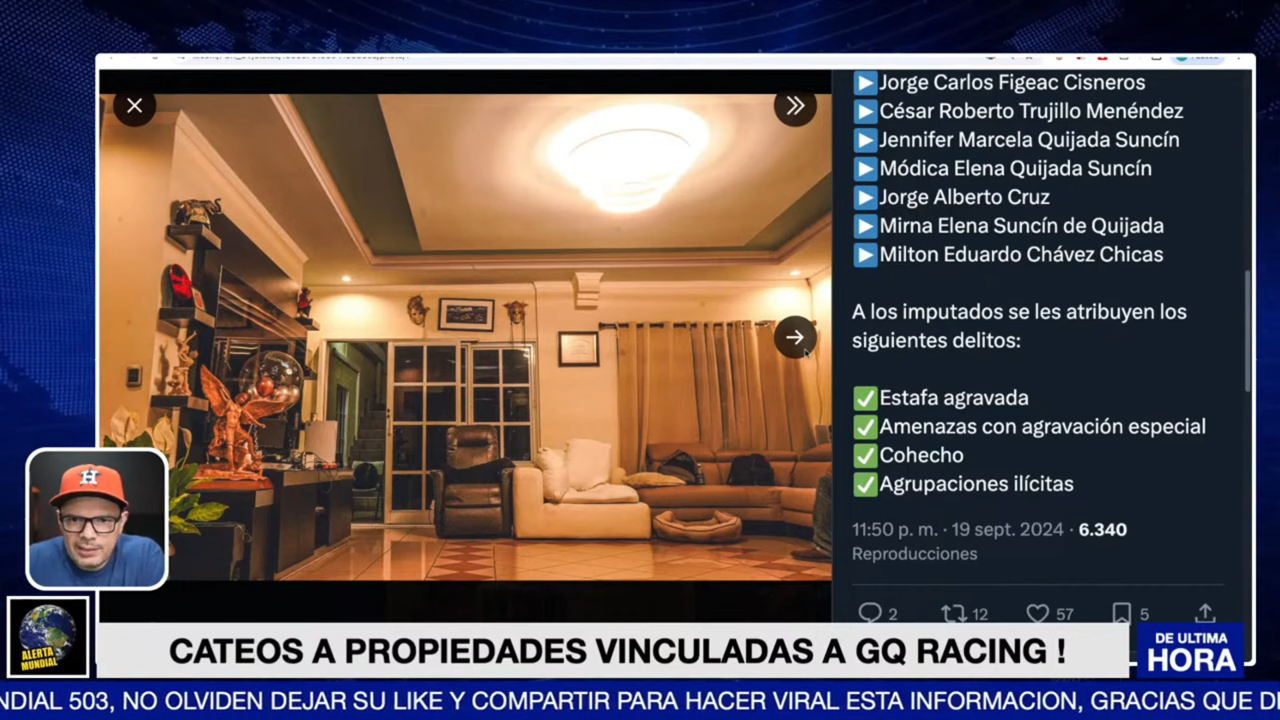 Jorge Carlos Figeac Cisneros
César Roberto Trujillo Menéndez
Jennifer Marcela Quijada Suncín
Módica Elena Quijada Suncín
Jorge Alberto Cruz
Mirna Elena Suncín de Quijada
Milton Eduardo Chávez Chicas
A los imputados se les atribuyen los
siguientes delitos:
Estafa agravada
Amenazas con agravación especial
Cohecho
Agrupaciones ilícitas
11:50 p. m. · 19 sept. 2024 · 6.340
Reproducciones
2 12 57 5
H
ALERTA
MUNDIAL
CATEOS A PROPIEDADES VINCULADAS A GQ RACING !
DE ULTIMA
HORA
NDIAL 503, NO OLVIDEN DEJAR SU LIKE Y COMPARTIR PARA HACER VIRAL ESTA INFORMACION, GRACIAS QUE D